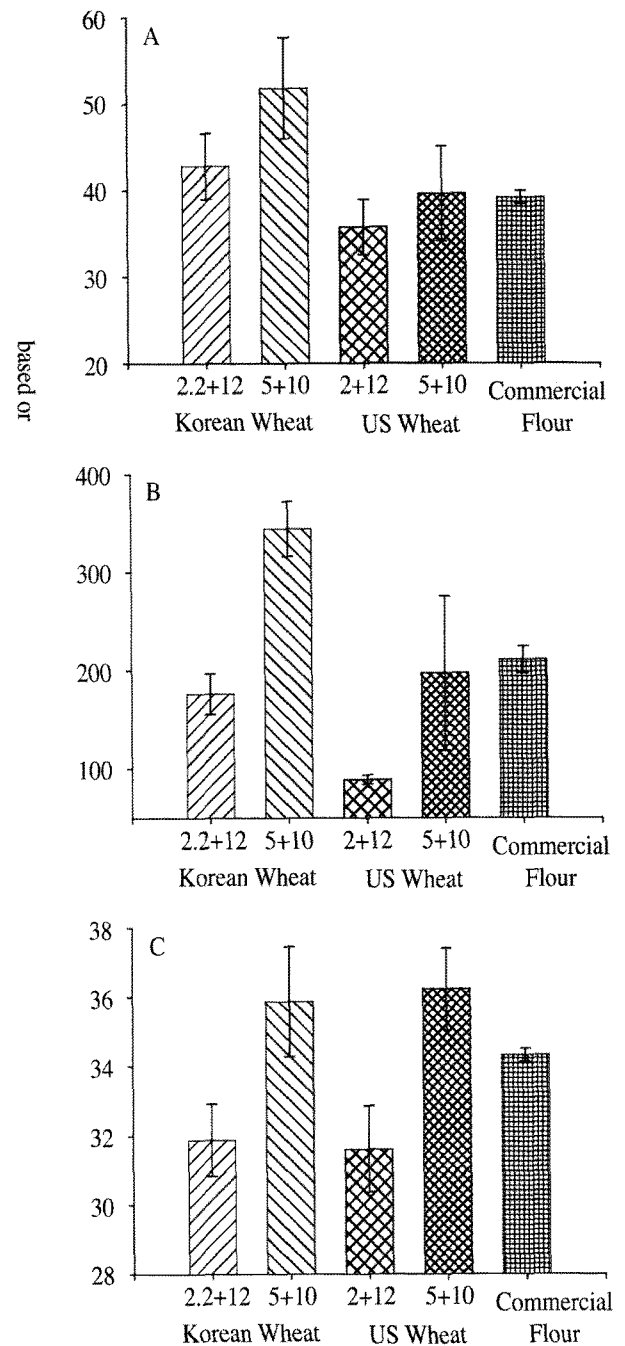 based or
A
60
50
40
30
20
2.2+12 5+10 2+12 5+10 Commercial
Korean Wheat US Wheat Flour
B
400
300
200
100
2.2+12 5+10 2+12 5+10 Commercial
Korean Wheat US Wheat Flour
C
38
36
34
32
30
28
2.2+12 5+10 2+12 5+10 Commercial
Korean Wheat US Wheat Flour